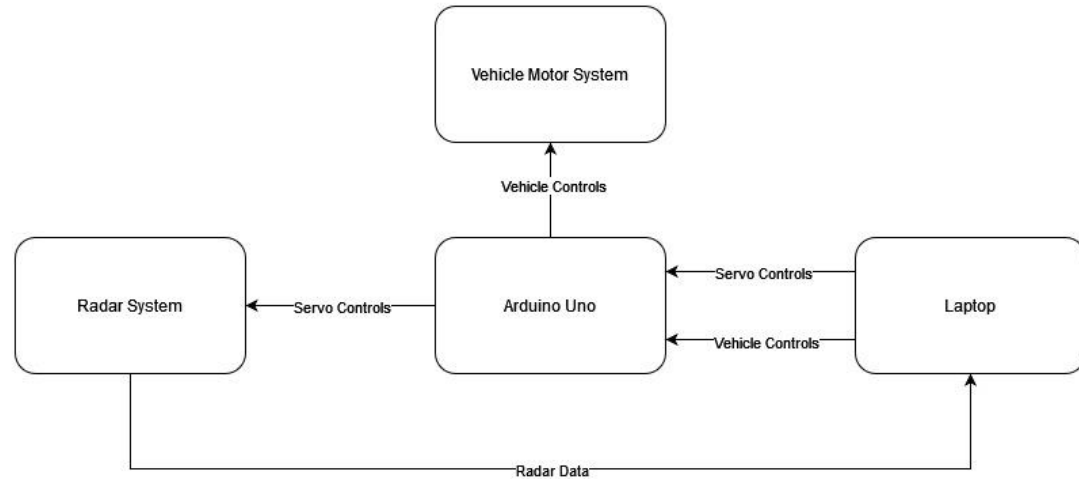 Vehicle Motor System
Vehicle Controls
Radar System
Servo Controls
Arduino Uno
Servo Controls
Vehicle Controls
Laptop
Radar Data